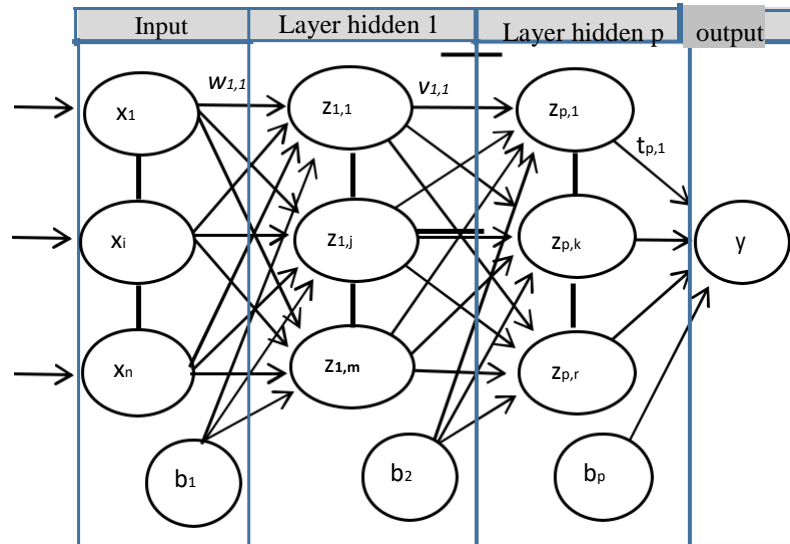 Input
Layer hidden 1
Layer hidden p
output
w1,1
v1,1
x1
z1,1
zp,1
tp,1
xi
z1,j
zp,k
y
xn
z1,m
zp,r
b1
b2
bp